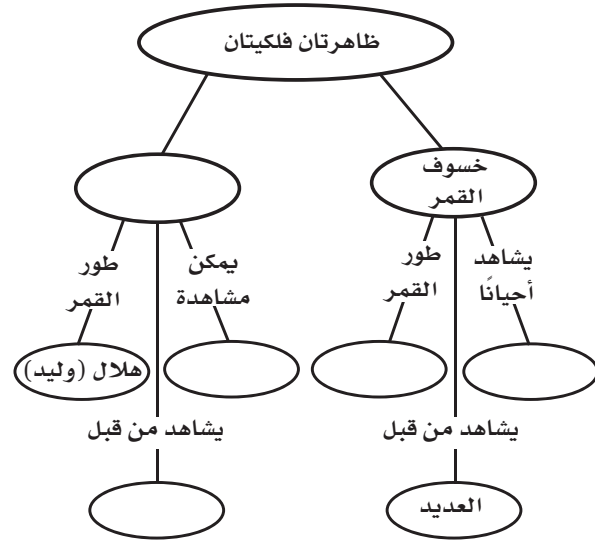 ظاهرتان فلكيتان
خسوف
القمر
يشاهد
أحيانًا
طور
القمر
يمكن
مشاهدة
طور
القمر
هلال (وليد)
يشاهد من قبل
يشاهد من قبل
العديد